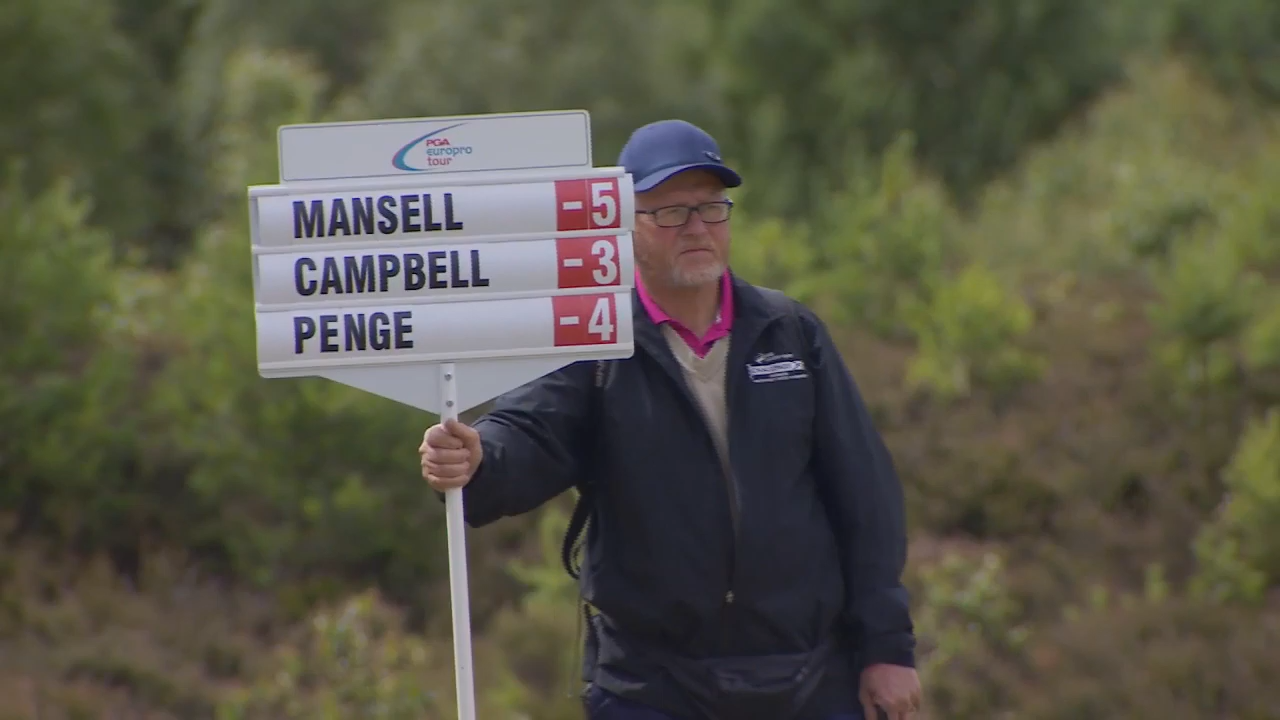 PGA
europro
tour
MANSELL -5
CAMPBELL -3
PENGE -4